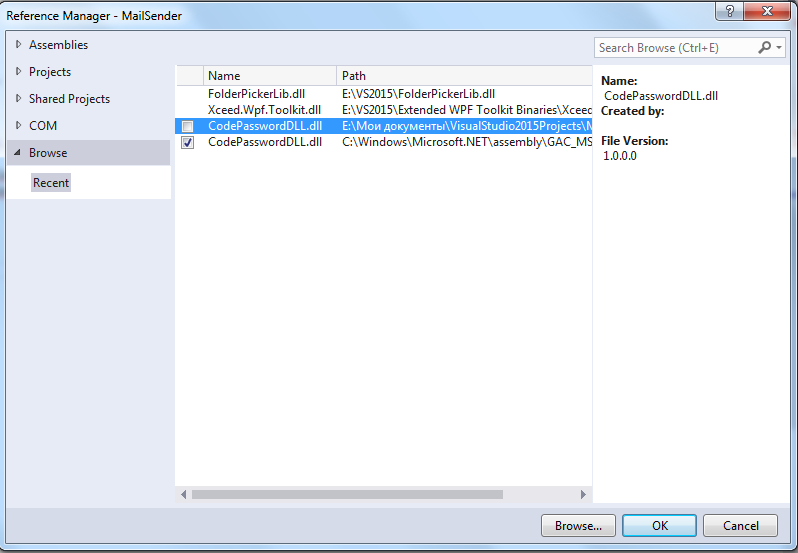 Reference Manager - MailSender
Assemblies
Projects
Shared Projects
COM
Browse
Recent
Search Browse (Ctrl+E)
Name Path
FolderPickerLib.dll E:\VS2015\FolderPickerLib.dll
Xceed.Wpf.Toolkit.dll E:\VS2015\Extended WPF Toolkit Binaries\Xceed
CodePasswordDLL.dll E:\Мои документы\VisualStudio2015Projects\M
CodePasswordDLL.dll C:\Windows\Microsoft.NET\assembly\GAC_MS
Name:
CodePasswordDLL.dll
Created by:
File Version:
1.0.0.0
Browse... OK Cancel